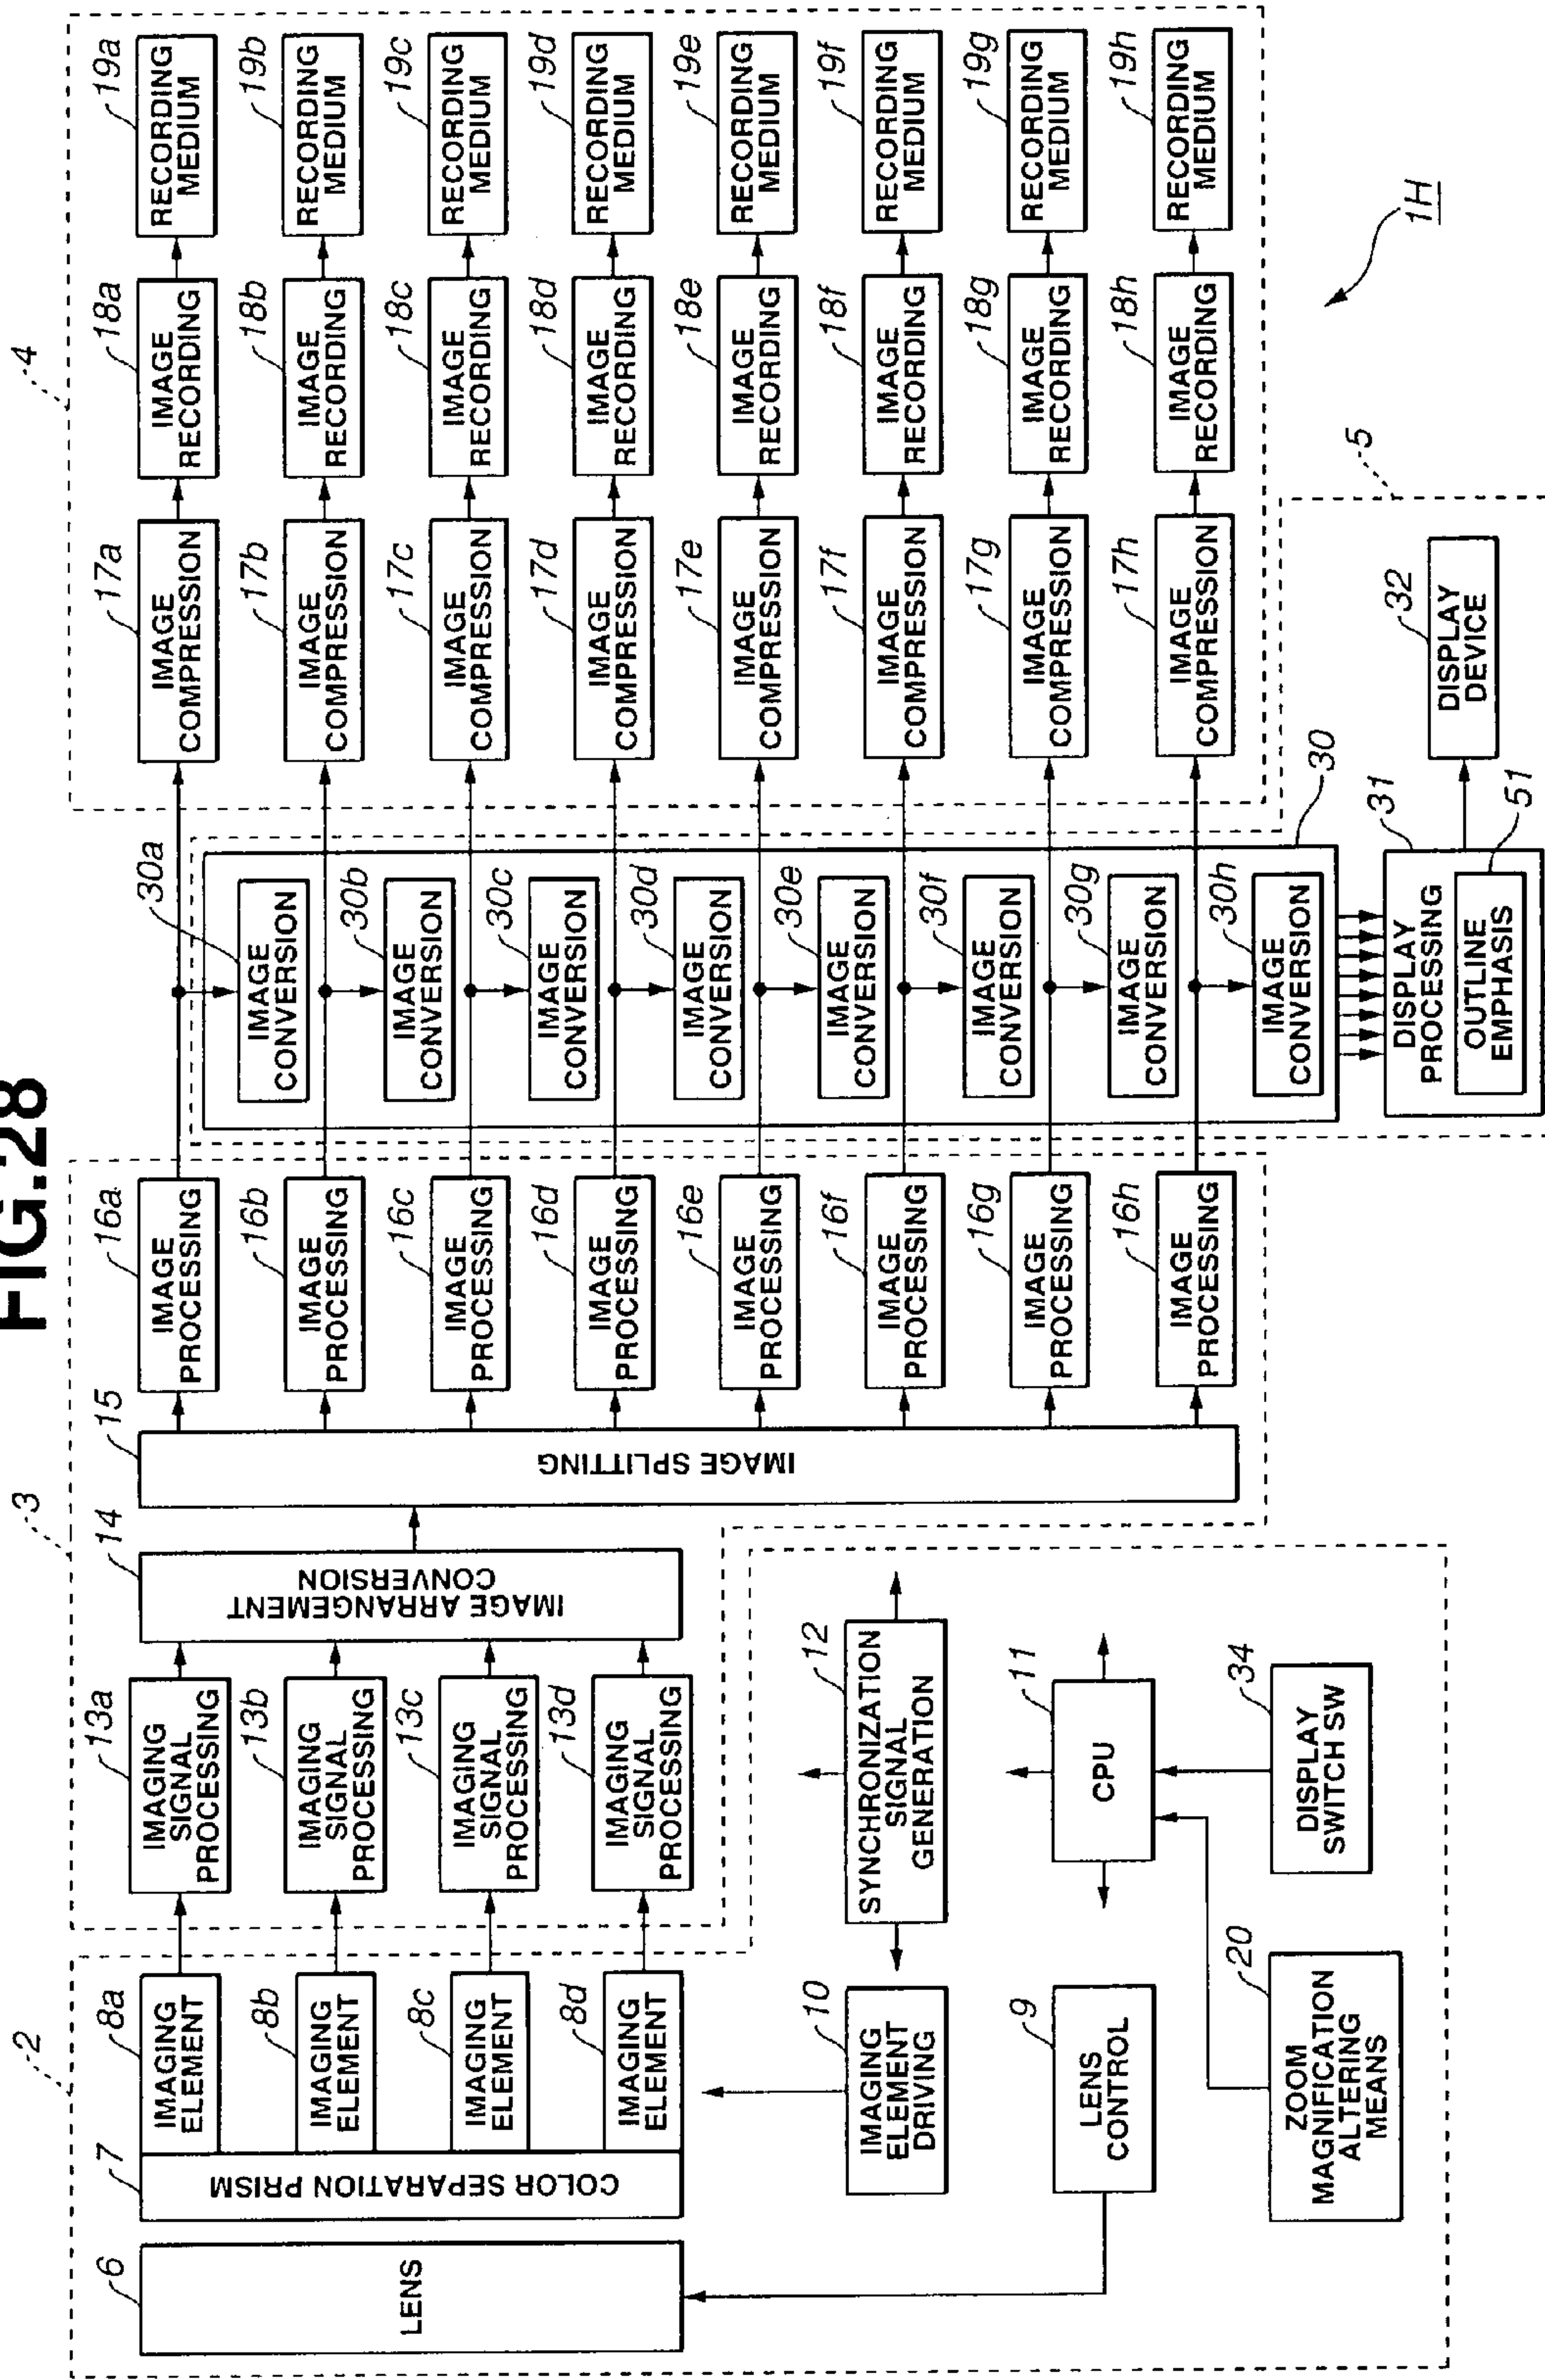 FIG.28
2
3
4
6
LENS
7
COLOR SEPARATION PRISM
8a
IMAGING
ELEMENT
8b
IMAGING
ELEMENT
8c
IMAGING
ELEMENT
8d
IMAGING
ELEMENT
13a
IMAGING
SIGNAL
PROCESSING
13b
IMAGING
SIGNAL
PROCESSING
13c
IMAGING
SIGNAL
PROCESSING
13d
IMAGING
SIGNAL
PROCESSING
14
IMAGE ARRANGEMENT
CONVERSION
15
IMAGE SPLITTING
16a
IMAGE
PROCESSING
16b
IMAGE
PROCESSING
16c
IMAGE
PROCESSING
16d
IMAGE
PROCESSING
16e
IMAGE
PROCESSING
16f
IMAGE
PROCESSING
16g
IMAGE
PROCESSING
16h
IMAGE
PROCESSING
30a
IMAGE
CONVERSION
30b
IMAGE
CONVERSION
30c
IMAGE
CONVERSION
30d
IMAGE
CONVERSION
30e
IMAGE
CONVERSION
30f
IMAGE
CONVERSION
30g
IMAGE
CONVERSION
30h
IMAGE
CONVERSION
30
17a
IMAGE
COMPRESSION
17b
IMAGE
COMPRESSION
17c
IMAGE
COMPRESSION
17d
IMAGE
COMPRESSION
17e
IMAGE
COMPRESSION
17f
IMAGE
COMPRESSION
17g
IMAGE
COMPRESSION
17h
IMAGE
COMPRESSION
18a
IMAGE
RECORDING
18b
IMAGE
RECORDING
18c
IMAGE
RECORDING
18d
IMAGE
RECORDING
18e
IMAGE
RECORDING
18f
IMAGE
RECORDING
18g
IMAGE
RECORDING
18h
IMAGE
RECORDING
19a
RECORDING
MEDIUM
19b
RECORDING
MEDIUM
19c
RECORDING
MEDIUM
19d
RECORDING
MEDIUM
19e
RECORDING
MEDIUM
19f
RECORDING
MEDIUM
19g
RECORDING
MEDIUM
19h
RECORDING
MEDIUM
10
IMAGING
ELEMENT
DRIVING
12
SYNCHRONIZATION
SIGNAL
GENERATION
9
LENS
CONTROL
11
CPU
20
ZOOM
MAGNIFICATION
ALTERING
MEANS
34
DISPLAY
SWITCH SW
31
DISPLAY
PROCESSING
51
OUTLINE
EMPHASIS
32
DISPLAY
DEVICE
5
1H